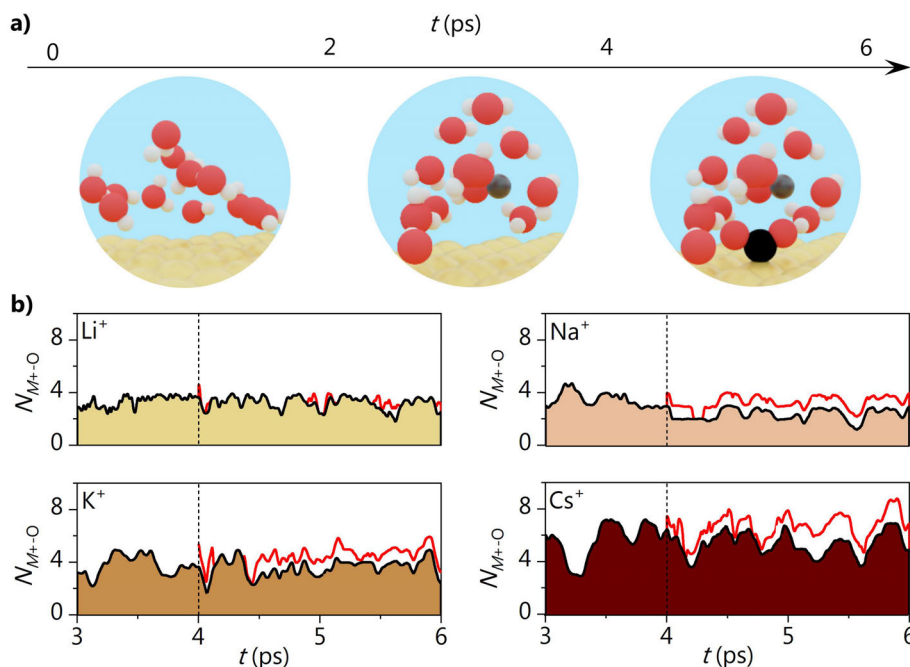 a)
t (ps)
0 2 4 6
b)
Li⁺
Na⁺
8
4
0
N_M+-O
8
4
0
N_M+-O
K⁺
Cs⁺
8
4
0
N_M+-O
8
4
0
N_M+-O
3 4 5 6
3 4 5 6
t (ps)
t (ps)